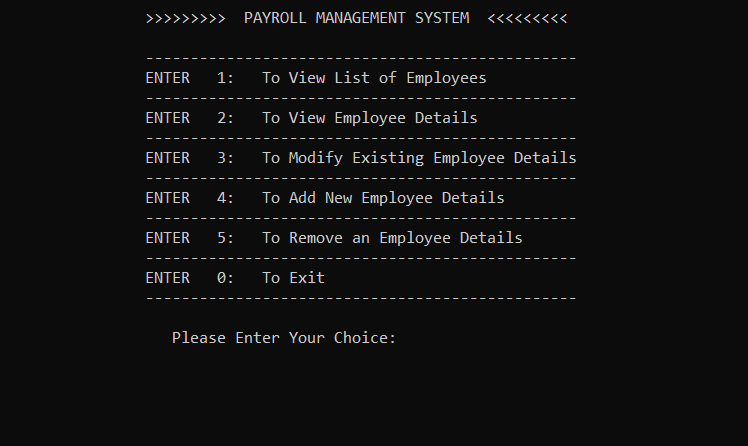 >>>>>>>>>  PAYROLL MANAGEMENT SYSTEM  <<<<<<<<<
------------------------------------------------
ENTER   1:   To View List of Employees
------------------------------------------------
ENTER   2:   To View Employee Details
------------------------------------------------
ENTER   3:   To Modify Existing Employee Details
------------------------------------------------
ENTER   4:   To Add New Employee Details
------------------------------------------------
ENTER   5:   To Remove an Employee Details
------------------------------------------------
ENTER   0:   To Exit
------------------------------------------------
Please Enter Your Choice: